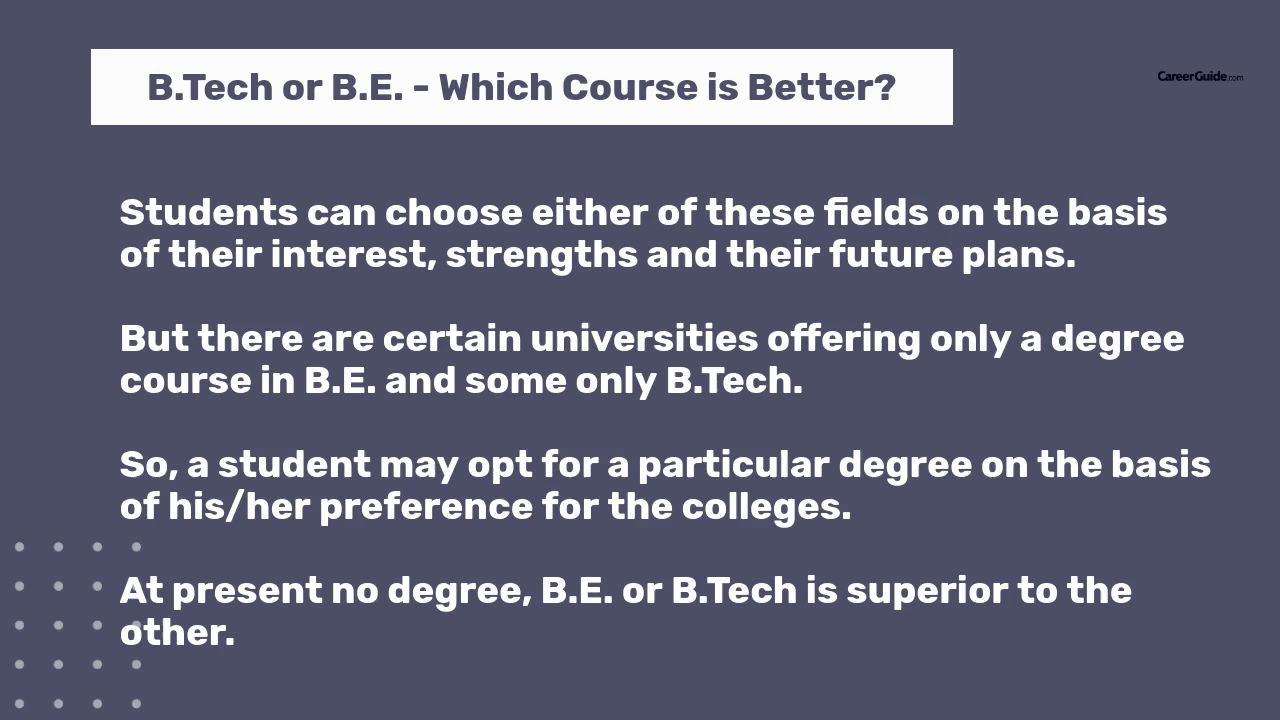 B.Tech or B.E. - Which Course is Better?
CareerGuide.com
Students can choose either of these fields on the basis
of their interest, strengths and their future plans.
But there are certain universities offering only a degree
course in B.E. and some only B.Tech.
So, a student may opt for a particular degree on the basis
of his/her preference for the colleges.
At present no degree, B.E. or B.Tech is superior to the
other.